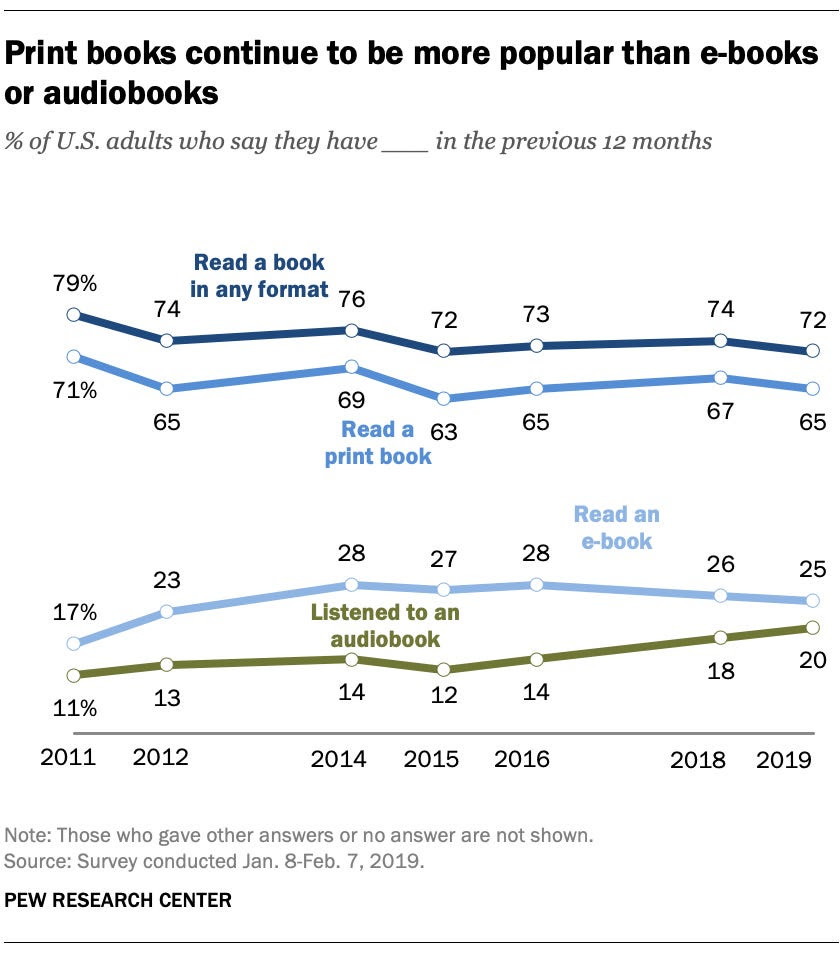 Print books continue to be more popular than e-books
or audiobooks
% of U.S. adults who say they have ___ in the previous 12 months
Read a book
in any format
79% 74 76 72 73 74 72
71% 65 69 63 65 67 65
Read a
print book
Read an
e-book
17% 23 28 27 28 26 25
Listened to an
audiobook
11% 13 14 12 14 18 20
2011 2012 2014 2015 2016 2018 2019
Note: Those who gave other answers or no answer are not shown.
Source: Survey conducted Jan. 8-Feb. 7, 2019.
PEW RESEARCH CENTER